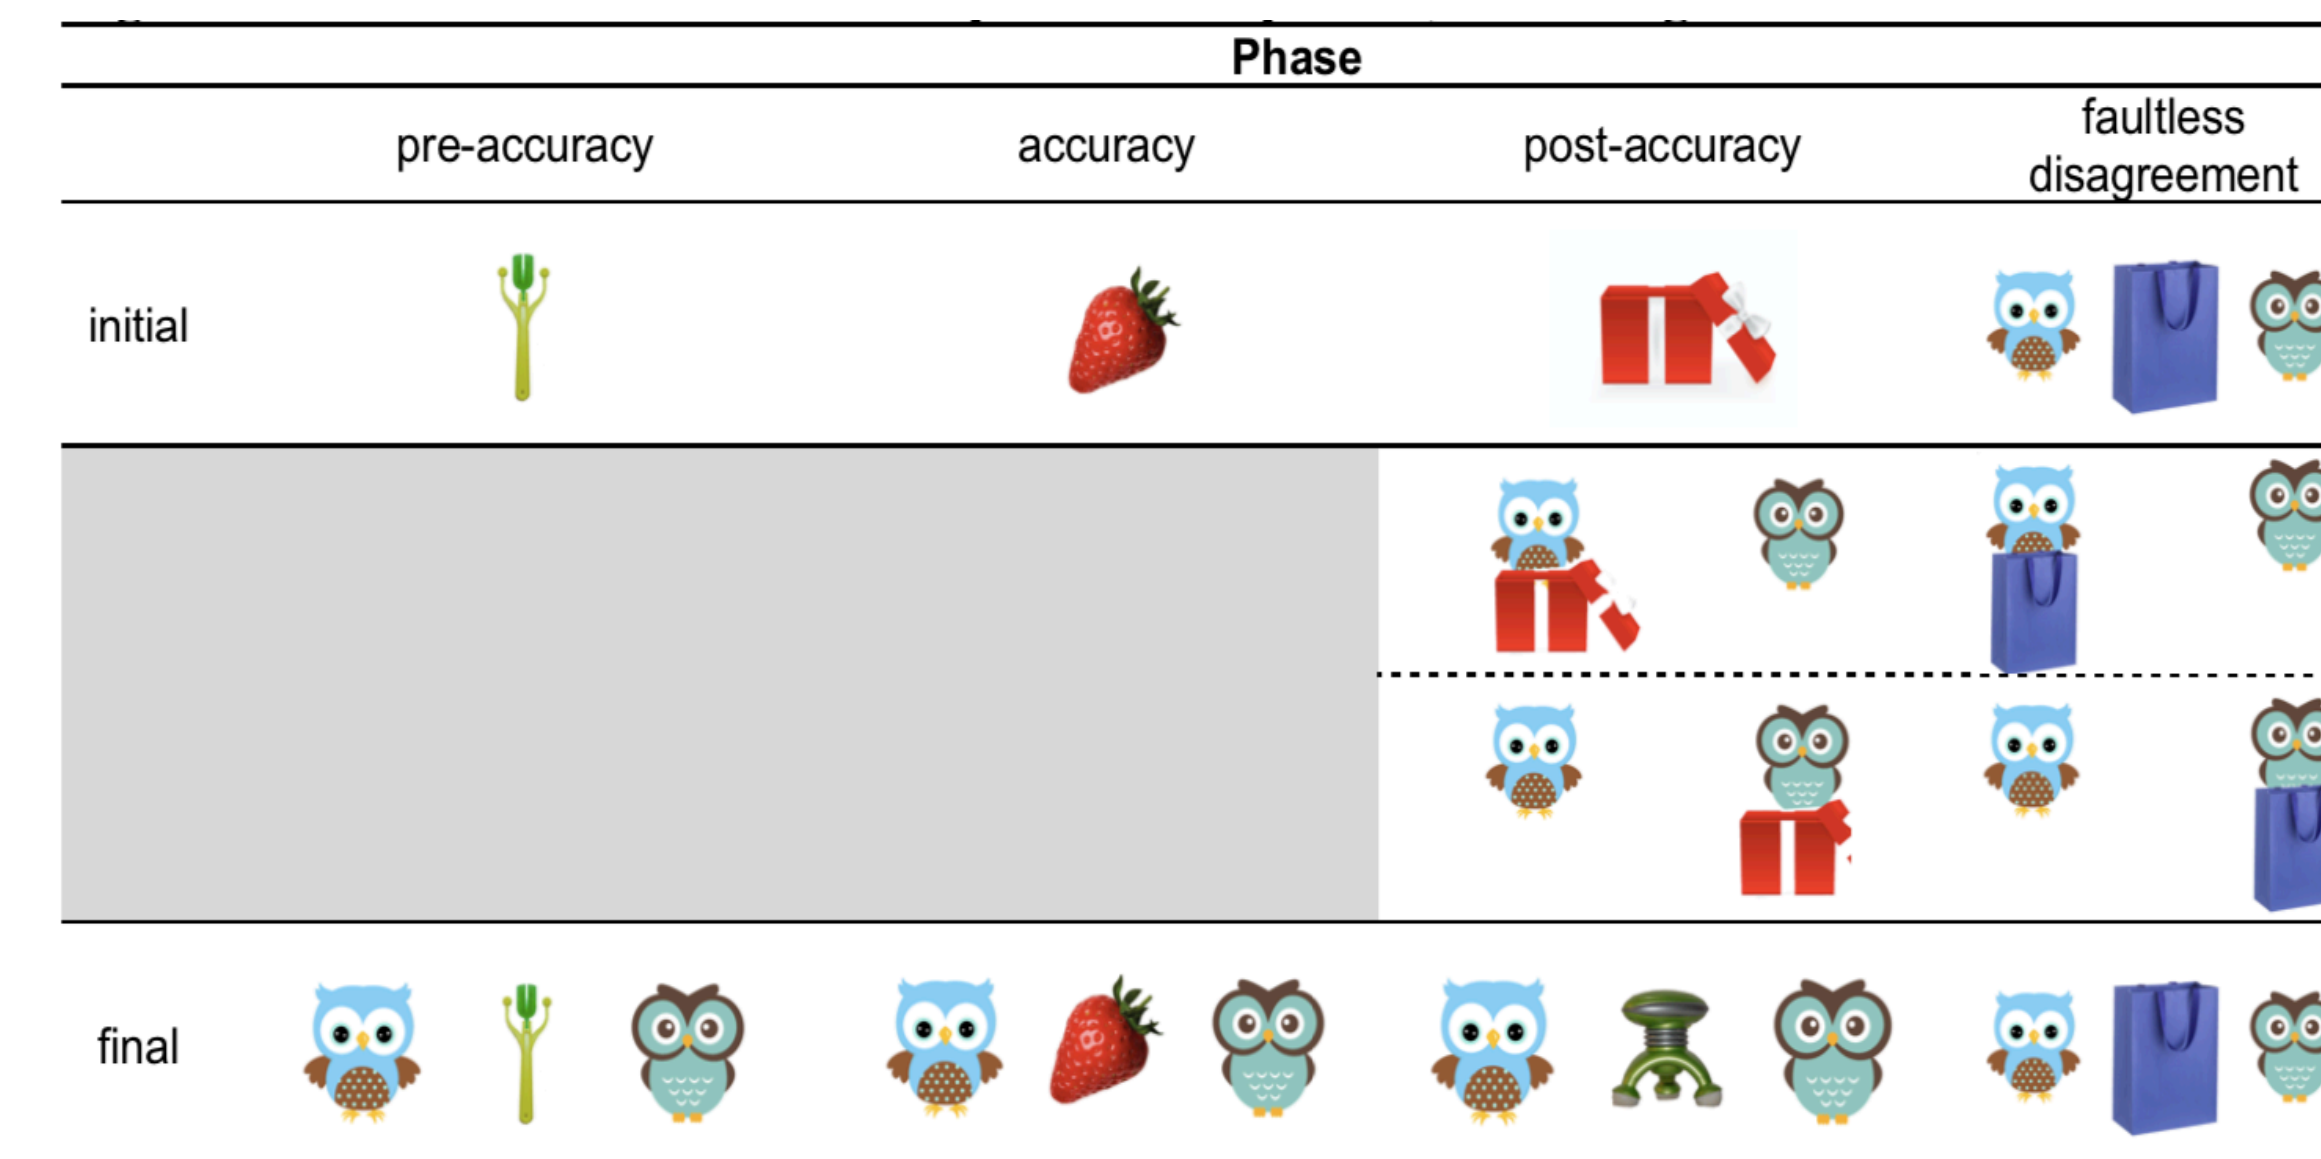 Phase
pre-accuracy accuracy post-accuracy faultless disagreement
initial
final